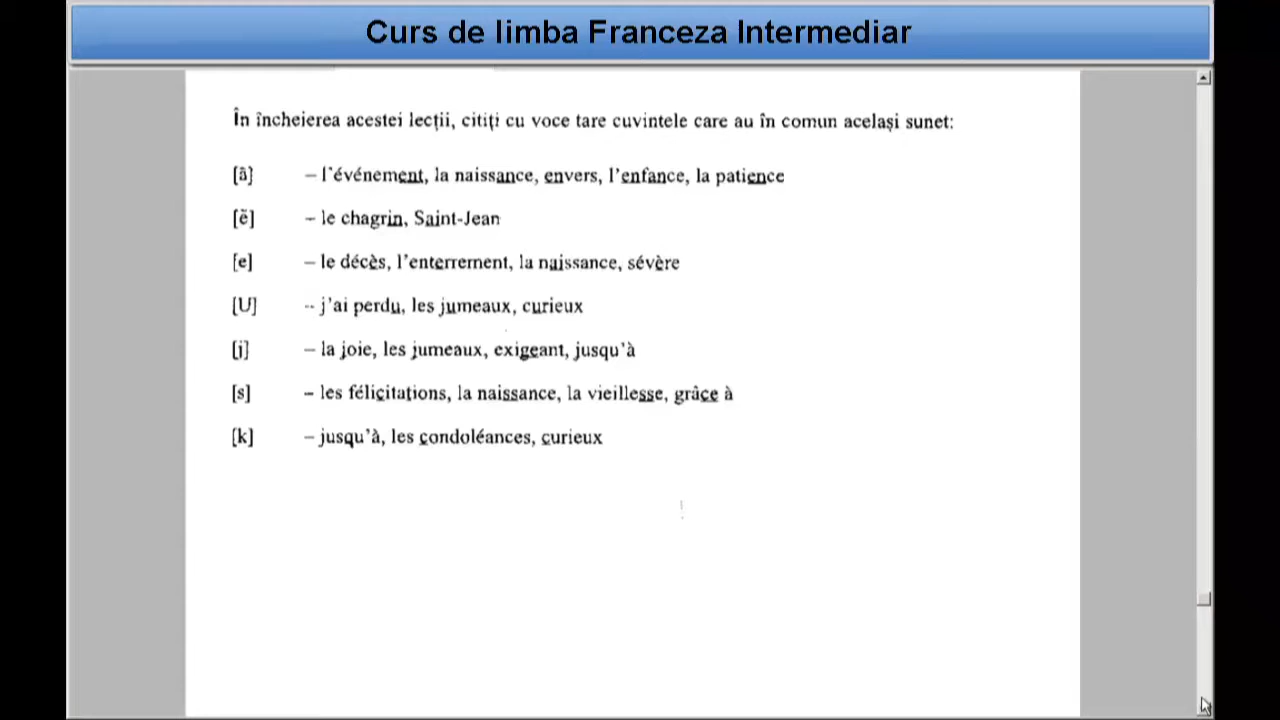 Curs de limba Franceza Intermediar
În încheierea acestei lecții, citiți cu voce tare cuvintele care au în comun același sunet:
[ã] – l'événement, la naissance, envers, l'enfance, la patience
[ẽ] – le chagrin, Saint-Jean
[e] – le décès, l'enterrement, la naissance, sévère
[U] -- j'ai perdu, les jumeaux, curieux
[j] – la joie, les jumeaux, exigeant, jusqu'à
[s] – les félicitations, la naissance, la vieillesse, grâce à
[k] – jusqu'à, les condoléances, curieux